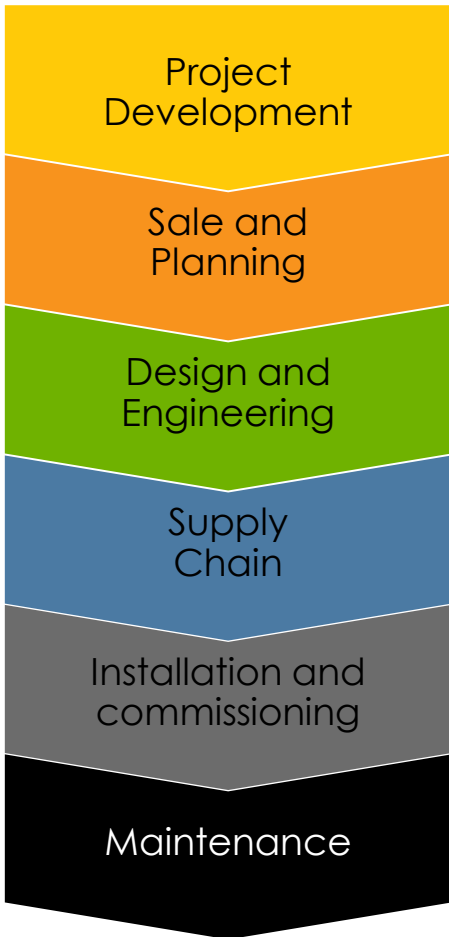 Project
Development
Sale and
Planning
Design and
Engineering
Supply
Chain
Installation and
commissioning
Maintenance